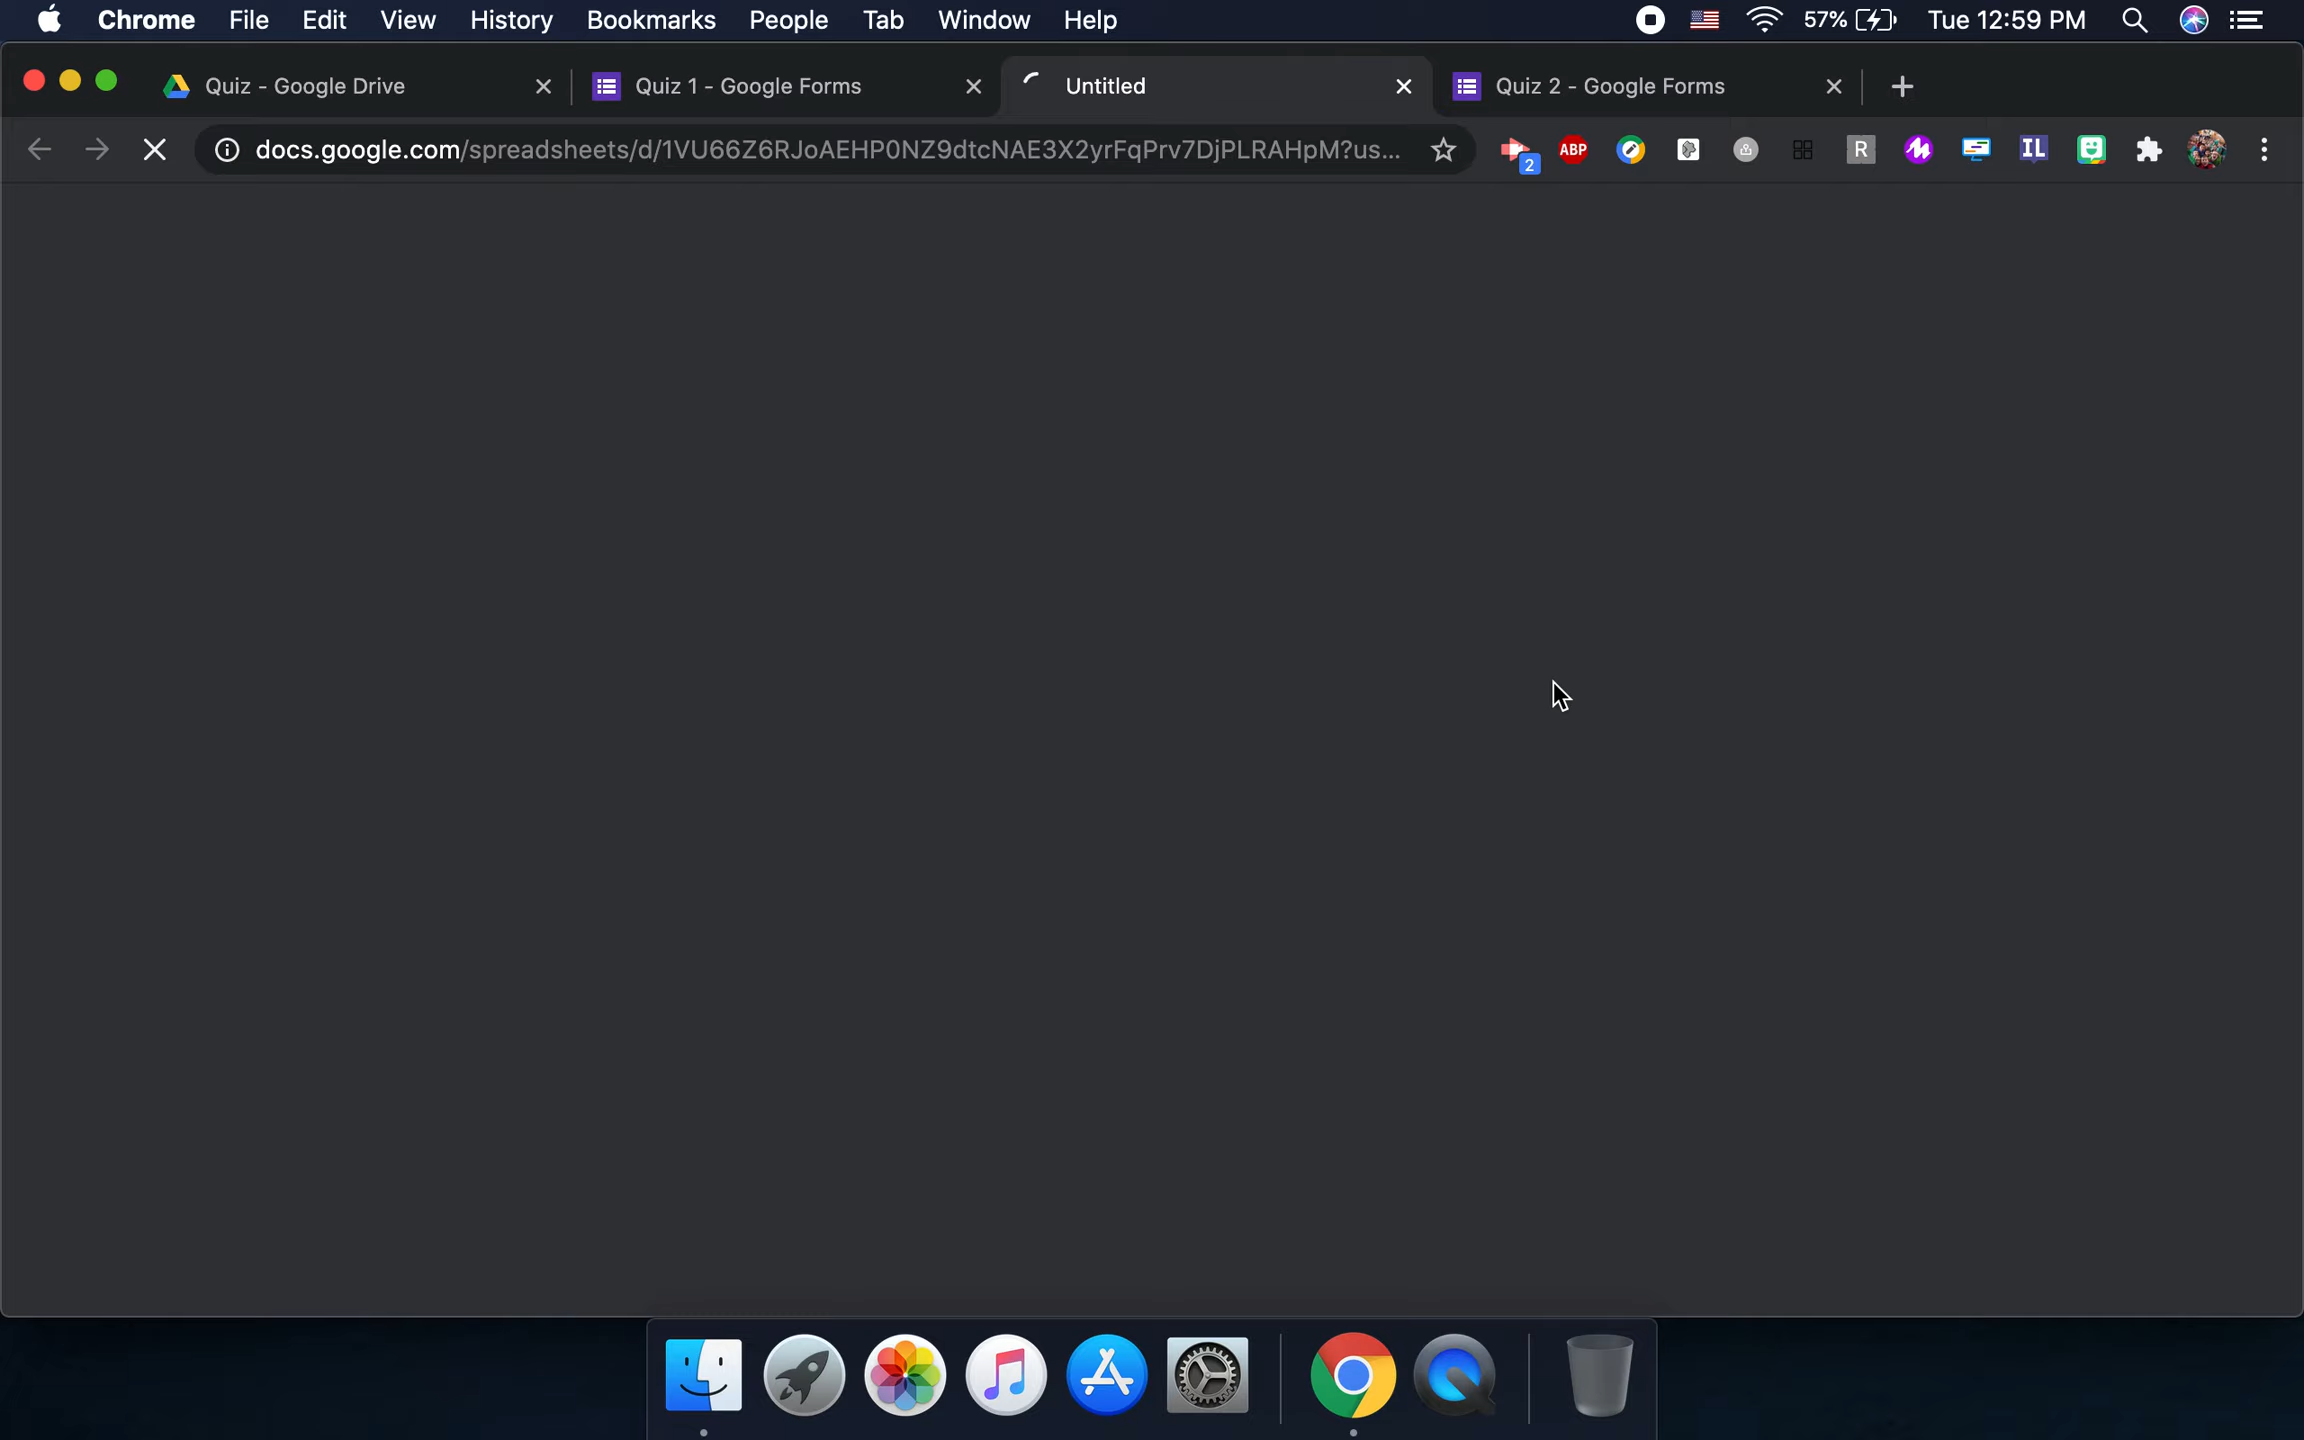 Chrome File Edit View History Bookmarks People Tab Window Help 57% Tue 12:59 PM
Quiz - Google Drive Quiz 1 - Google Forms Untitled Quiz 2 - Google Forms
docs.google.com/spreadsheets/d/1VU66Z6RJoAEHP0NZ9dtcNAE3X2yrFqPrv7DjPLRAHpM?us... 2 ABP R IL